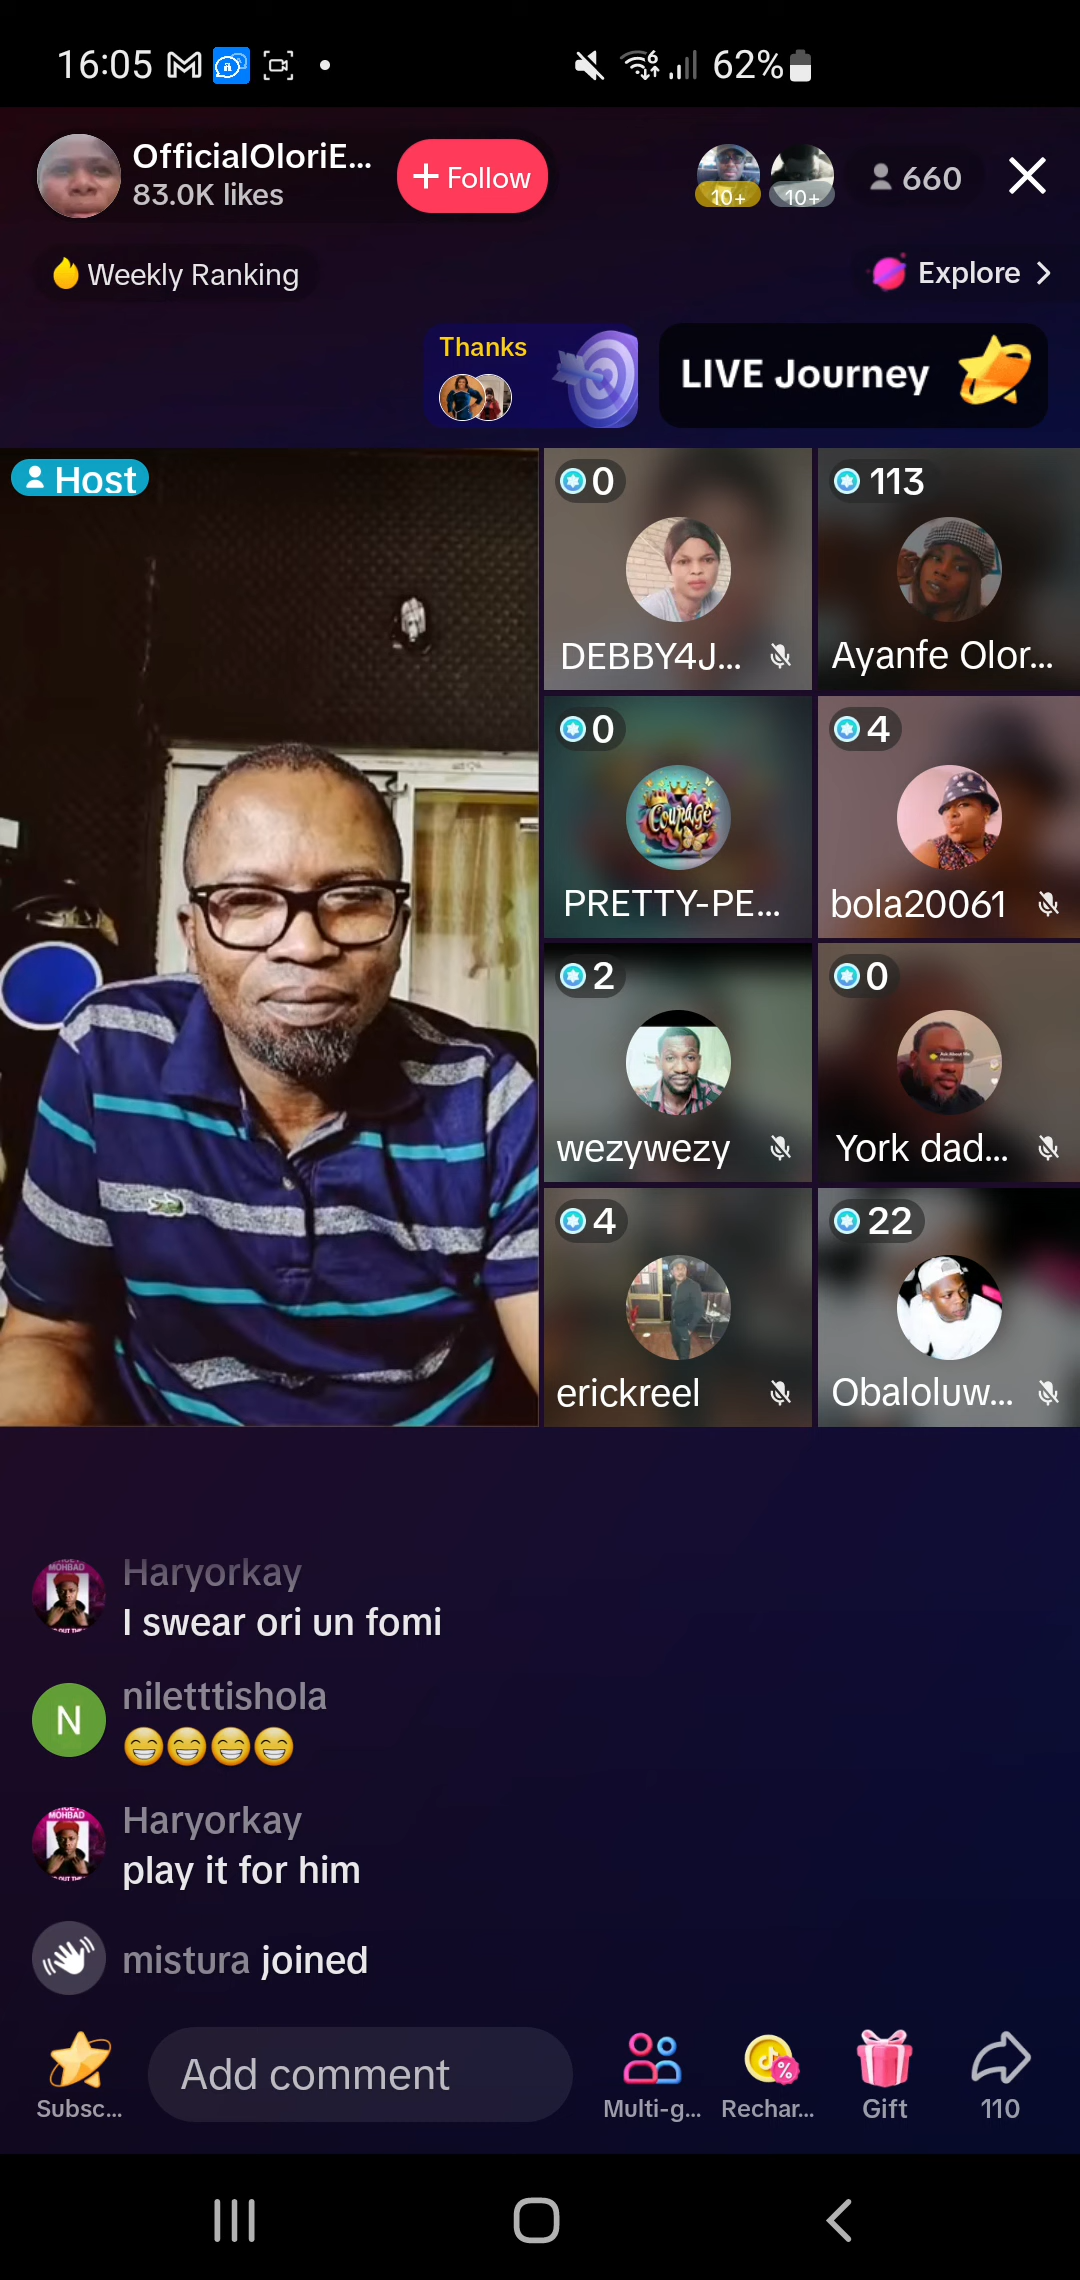 16:05
62%
OfficialOloriE...
83.0K likes
+ Follow
10+
10+
660
Weekly Ranking
Explore
Thanks
LIVE Journey
Host
0
DEBBY4J...
113
Ayanfe Olor...
0
Courage
PRETTY-PE...
4
bola20061
2
wezywezy
0
York dad...
4
erickreel
22
Obaloluw...
MOHBAD
Haryorkay
I swear ori un fomi
N
niletttishola
😁😁😁😁
MOHBAD
Haryorkay
play it for him
mistura joined
Subsc...
Add comment
Multi-g...
Rechar...
Gift
110